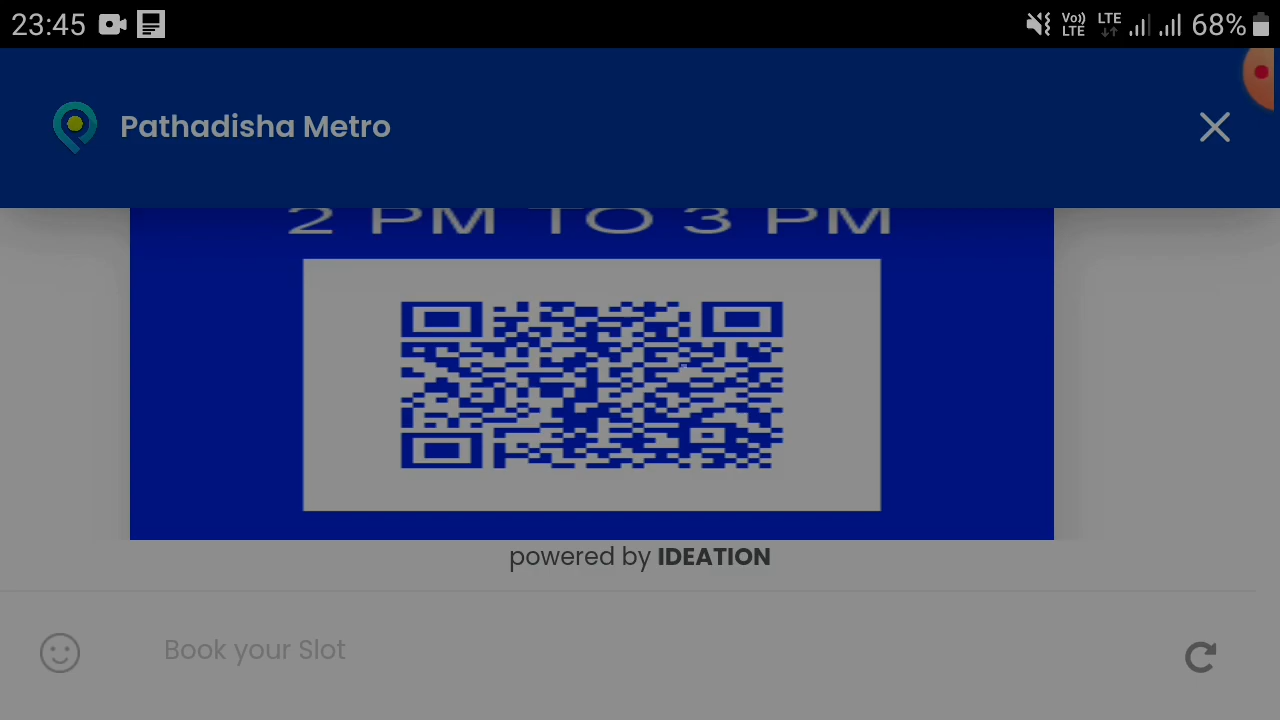 23:45
Vo)) LTE
LTE
68%
Pathadisha Metro
2 PM TO 3 PM
powered by IDEATION
Book your Slot